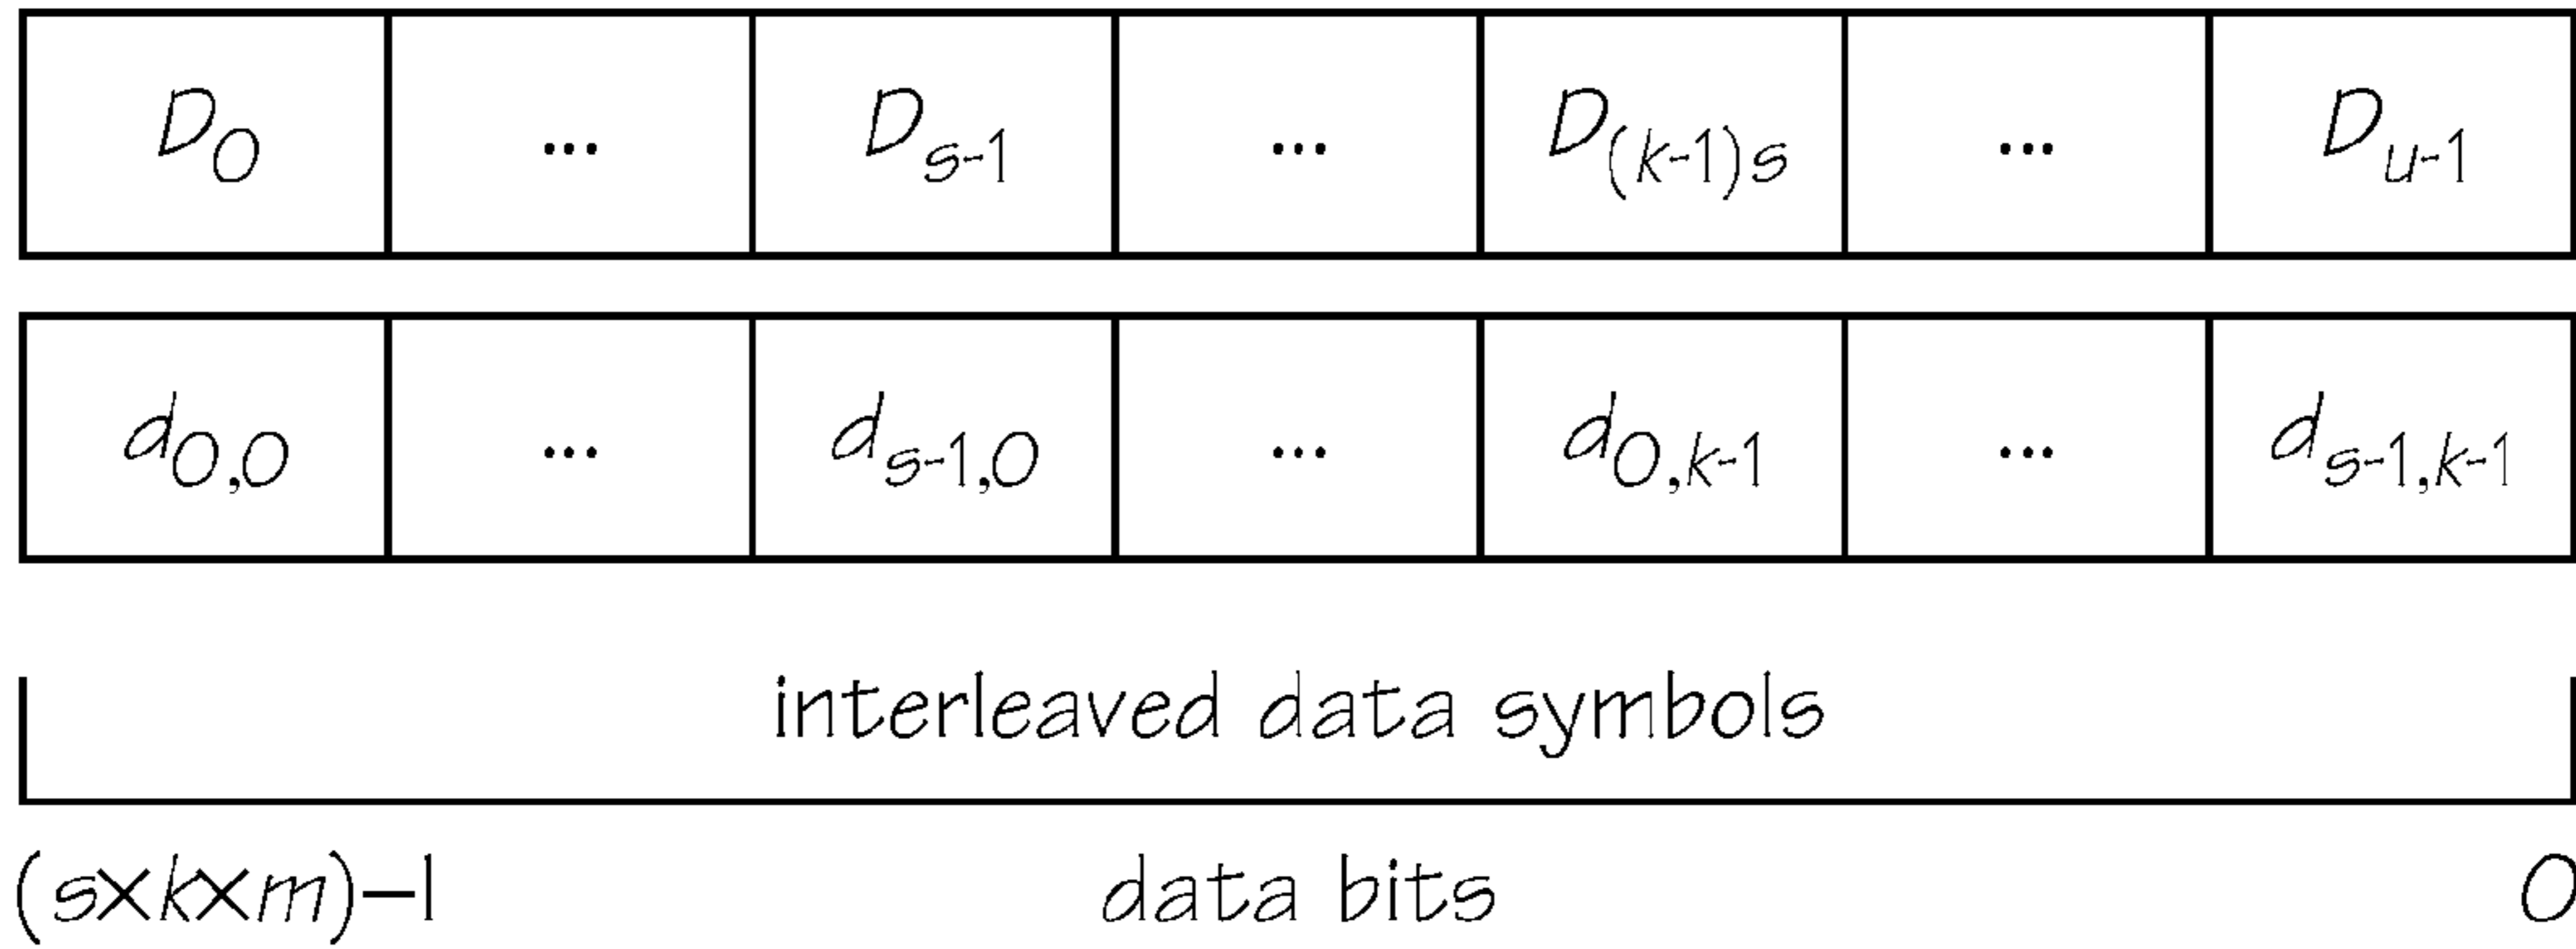 D₀ ... Dₛ₋₁ ... D₍ₖ₋₁₎ₛ ... Dᵤ₋₁
d₀,₀ ... dₛ₋₁,₀ ... d₀,ₖ₋₁ ... dₛ₋₁,ₖ₋₁
interleaved data symbols
(s×k×m)−1 data bits 0